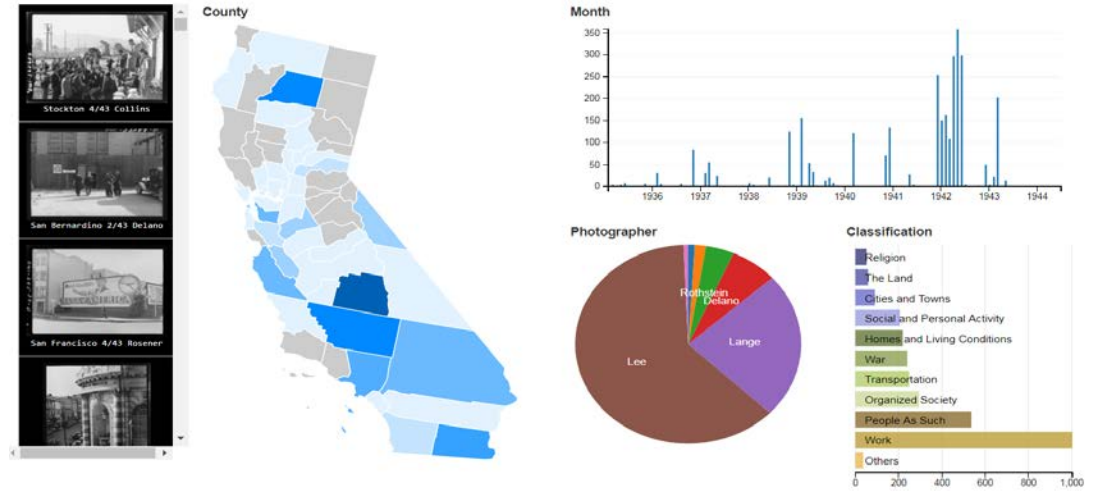 Stockton 4/43 Collins
San Bernardino 2/43 Delano
San Francisco 4/43 Rosener
County
Month
350
300
250
200
150
100
50
0
1936
1937
1938
1939
1940
1941
1942
1943
1944
Photographer
Rothstein
Delano
Lange
Lee
Classification
Religion
The Land
Cities and Towns
Social and Personal Activity
Homes and Living Conditions
War
Transportation
Organized Society
People As Such
Work
Others
0
200
400
600
800
1,000